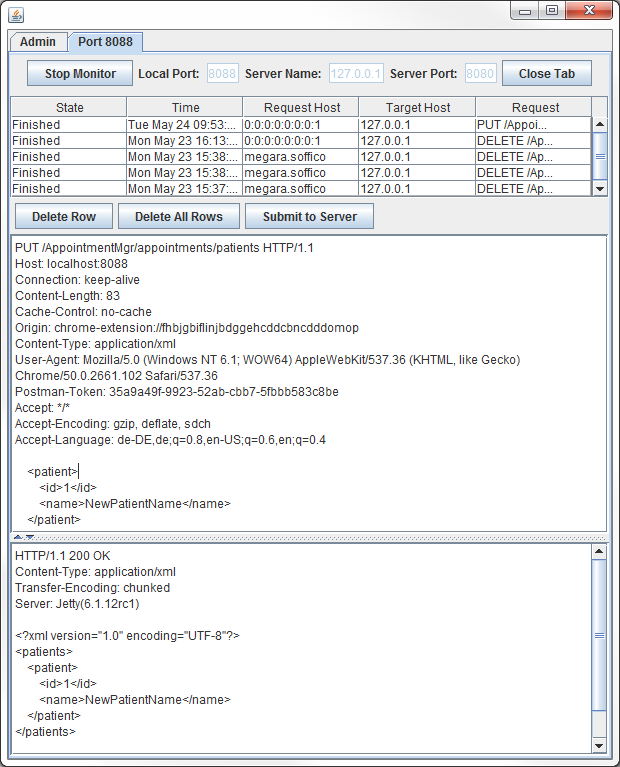 Admin Port 8088
Stop Monitor Local Port: 8088 Server Name: 127.0.0.1 Server Port: 8080 Close Tab
State Time Request Host Target Host Request
Finished Tue May 24 09:53:... 0:0:0:0:0:0:0:1 127.0.0.1 PUT /Appoi...
Finished Mon May 23 16:13:... 0:0:0:0:0:0:0:1 127.0.0.1 DELETE /Ap...
Finished Mon May 23 15:38:... megara.soffico 127.0.0.1 DELETE /Ap...
Finished Mon May 23 15:38:... megara.soffico 127.0.0.1 DELETE /Ap...
Finished Mon May 23 15:37:... megara.soffico 127.0.0.1 DELETE /Ap...
Delete Row Delete All Rows Submit to Server
PUT /AppointmentMgr/appointments/patients HTTP/1.1
Host: localhost:8088
Connection: keep-alive
Content-Length: 83
Cache-Control: no-cache
Origin: chrome-extension://fhbjgbiflinjbdggehcddcbncdddomop
Content-Type: application/xml
User-Agent: Mozilla/5.0 (Windows NT 6.1; WOW64) AppleWebKit/537.36 (KHTML, like Gecko)
Chrome/50.0.2661.102 Safari/537.36
Postman-Token: 35a9a49f-9923-52ab-cbb7-5fbbb583c8be
Accept: */*
Accept-Encoding: gzip, deflate, sdch
Accept-Language: de-DE,de;q=0.8,en-US;q=0.6,en;q=0.4
<patient>
<id>1</id>
<name>NewPatientName</name>
</patient>
HTTP/1.1 200 OK
Content-Type: application/xml
Transfer-Encoding: chunked
Server: Jetty(6.1.12rc1)
<?xml version="1.0" encoding="UTF-8"?>
<patients>
<patient>
<id>1</id>
<name>NewPatientName</name>
</patient>
</patients>